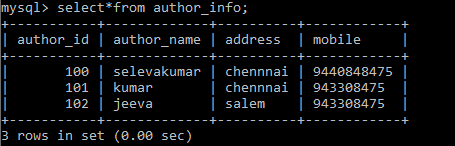 mysql> select*from author_info;
+-----------+-------------+-----------+------------+
| author_id | author_name | address   | mobile     |
+-----------+-------------+-----------+------------+
|       100 | selevakumar | chennnai  | 9440848475 |
|       101 | kumar       | chennnai  | 943308475  |
|       102 | jeeva       | salem     | 943308475  |
+-----------+-------------+-----------+------------+
3 rows in set (0.00 sec)